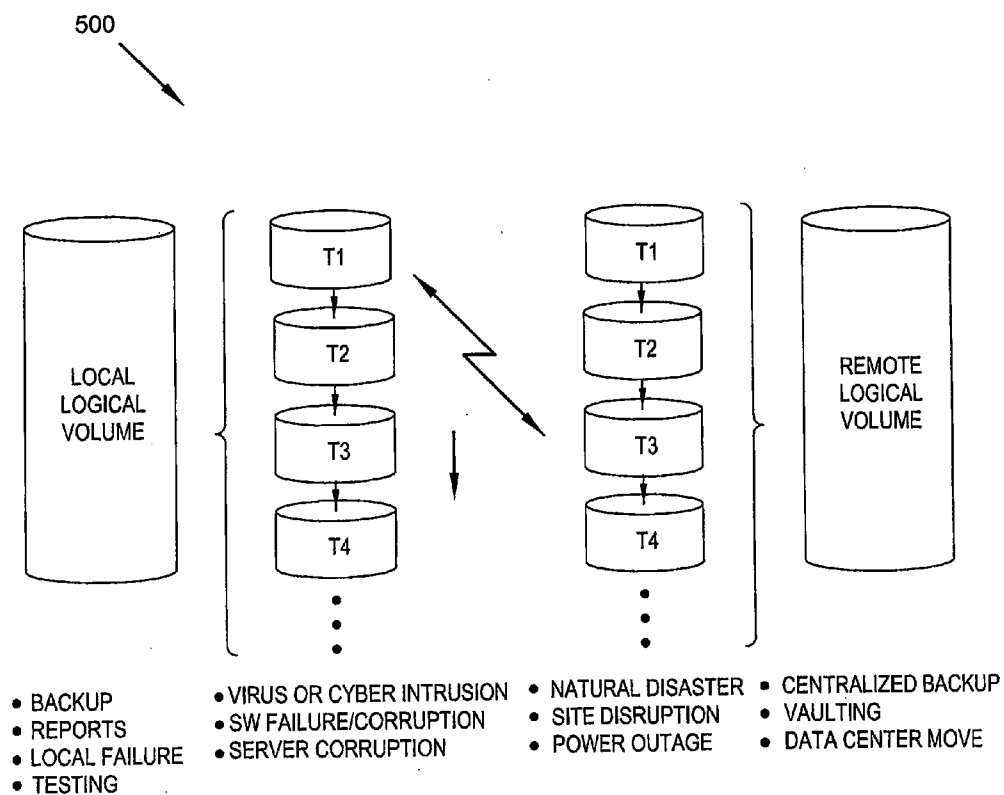 500
LOCAL
LOGICAL
VOLUME
T1
T2
T3
T4
T1
T2
T3
T4
REMOTE
LOGICAL
VOLUME
• BACKUP
• REPORTS
• LOCAL FAILURE
• TESTING
• VIRUS OR CYBER INTRUSION
• SW FAILURE/CORRUPTION
• SERVER CORRUPTION
• NATURAL DISASTER
• SITE DISRUPTION
• POWER OUTAGE
• CENTRALIZED BACKUP
• VAULTING
• DATA CENTER MOVE